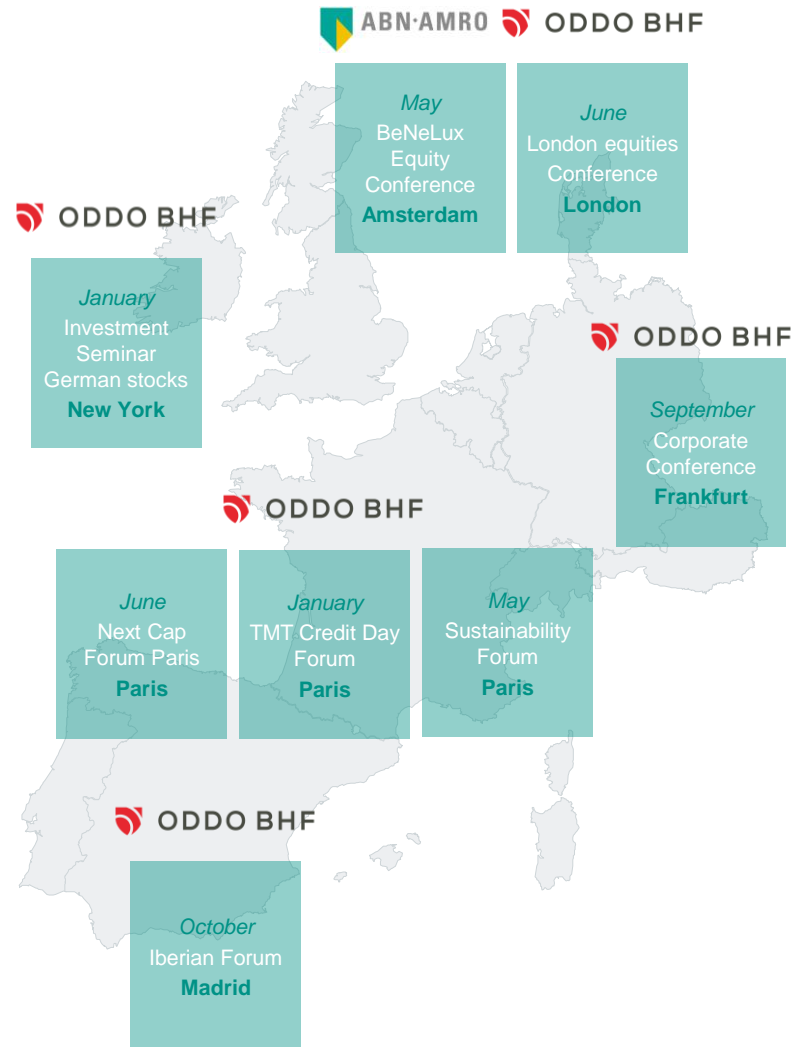 ABN·AMRO
ODDO BHF
May
BeNeLux
Equity
Conference
Amsterdam
June
London equities
Conference
London
ODDO BHF
January
Investment
Seminar
German stocks
New York
ODDO BHF
September
Corporate
Conference
Frankfurt
ODDO BHF
June
Next Cap
Forum Paris
Paris
January
TMT Credit Day
Forum
Paris
May
Sustainability
Forum
Paris
ODDO BHF
October
Iberian Forum
Madrid